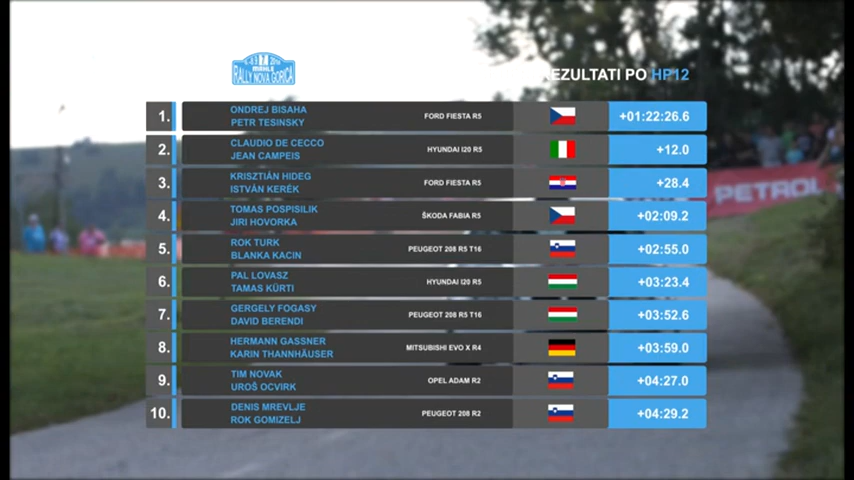 MAHLE
RALLY NOVA GORICA
REZULTATI PO HP12
1.
ONDREJ BISAHA
PETR TESINSKY
FORD FIESTA R5
+01:22:26.6
2.
CLAUDIO DE CECCO
JEAN CAMPEIS
HYUNDAI I20 R5
+12.0
3.
KRISZTIÁN HIDEG
ISTVÁN KERÉK
FORD FIESTA R5
+28.4
4.
TOMAS POSPISILIK
JIRI HOVORKA
ŠKODA FABIA R5
+02:09.2
5.
ROK TURK
BLANKA KACIN
PEUGEOT 208 R5 T16
+02:55.0
6.
PAL LOVASZ
TAMAS KÜRTI
HYUNDAI I20 R5
+03:23.4
7.
GERGELY FOGASY
DAVID BERENDI
PEUGEOT 208 R5 T16
+03:52.6
8.
HERMANN GASSNER
KARIN THANNHÄUSER
MITSUBISHI EVO X R4
+03:59.0
9.
TIM NOVAK
UROŠ OCVIRK
OPEL ADAM R2
+04:27.0
10.
DENIS MREVLJE
ROK GOMIZELJ
PEUGEOT 208 R2
+04:29.2
PETROL